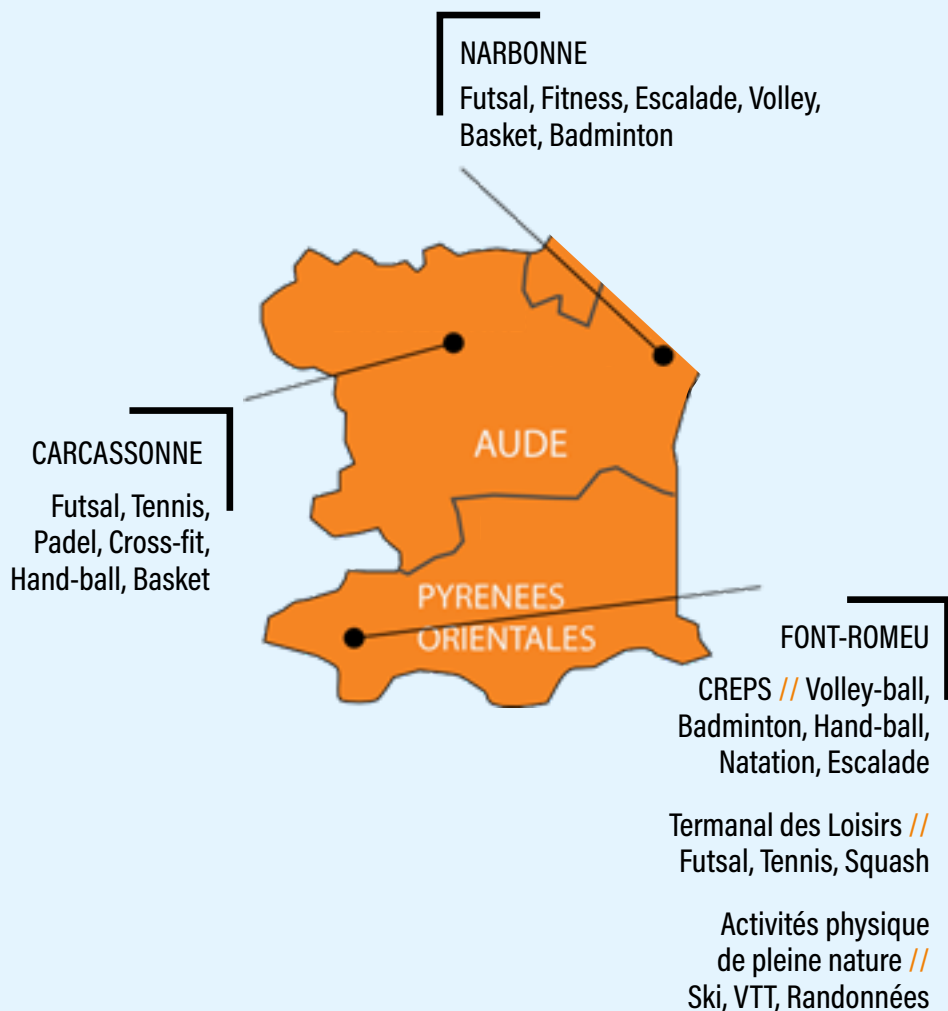 NARBONNE
Futsal, Fitness, Escalade, Volley,
Basket, Badminton
CARCASSONNE
Futsal, Tennis,
Padel, Cross-fit,
Hand-ball, Basket
AUDE
PYRENEES
ORIENTALES
FONT-ROMEU
CREPS // Volley-ball,
Badminton, Hand-ball,
Natation, Escalade
Termanal des Loisirs //
Futsal, Tennis, Squash
Activités physique
de pleine nature //
Ski, VTT, Randonnées